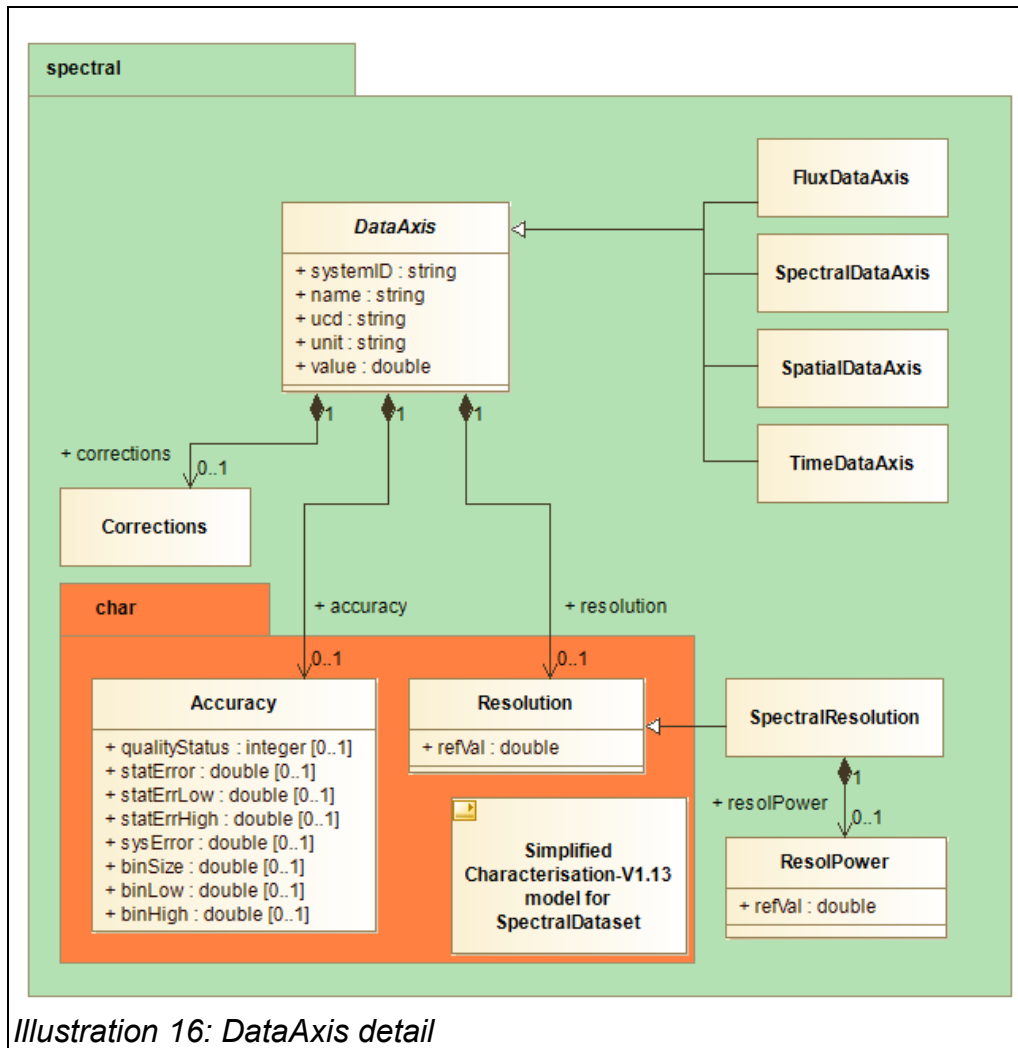 spectral
FluxDataAxis
DataAxis
+ systemID : string
+ name : string
+ ucd : string
+ unit : string
+ value : double
SpectralDataAxis
SpatialDataAxis
TimeDataAxis
1
1
1
+ corrections
0..1
Corrections
char
+ accuracy
+ resolution
0..1
0..1
Accuracy
+ qualityStatus : integer [0..1]
+ statError : double [0..1]
+ statErrLow : double [0..1]
+ statErrHigh : double [0..1]
+ sysError : double [0..1]
+ binSize : double [0..1]
+ binLow : double [0..1]
+ binHigh : double [0..1]
Resolution
+ refVal : double
SpectralResolution
1
+ resolPower
0..1
Simplified
Characterisation-V1.13
model for
SpectralDataset
ResolPower
+ refVal : double
Illustration 16: DataAxis detail